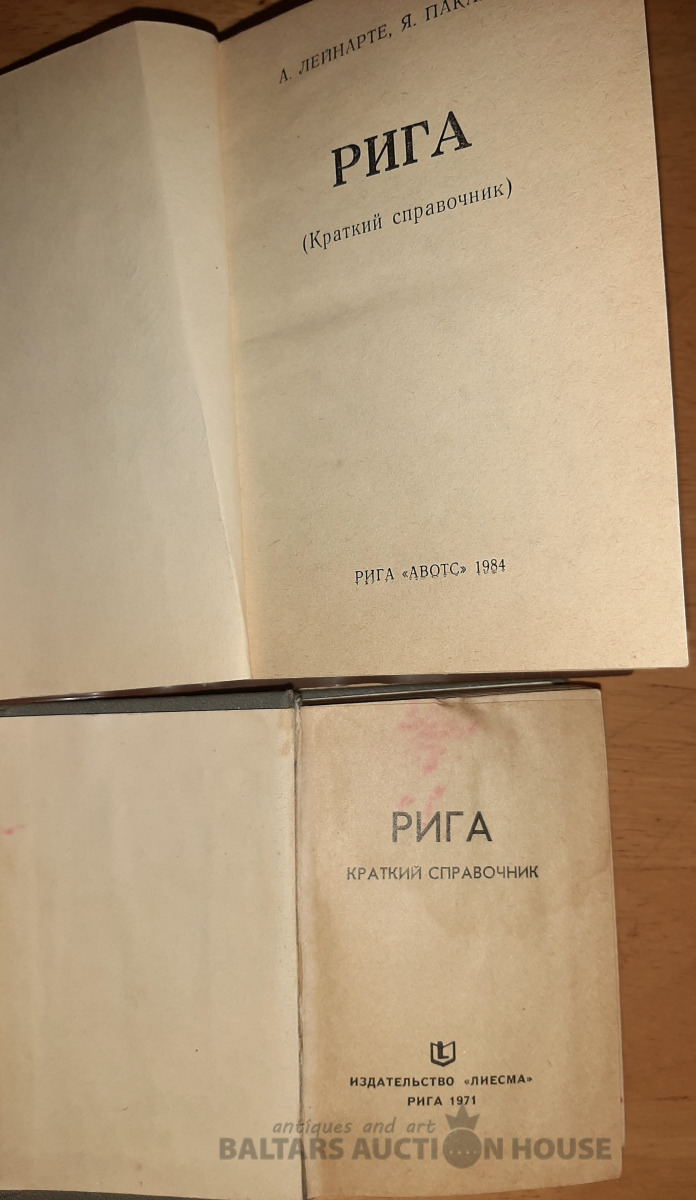 А. ЛЕЙНАРТЕ, Я.
РИГА
(Краткий справочник)
РИГА «АВОТС» 1984
РИГА
КРАТКИЙ СПРАВОЧНИК
L
ИЗДАТЕЛЬСТВО «ЛИЕСМА»
РИГА 1971
antiques and art
BALTARS AUCTION HOUSE